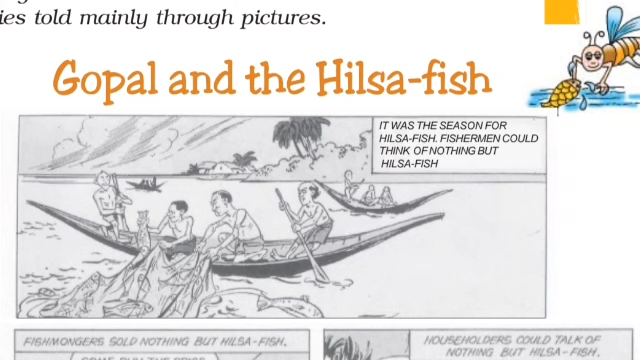 ies told mainly through pictures.
Gopal and the Hilsa-fish
IT WAS THE SEASON FOR
HILSA-FISH. FISHERMEN COULD
THINK OF NOTHING BUT
HILSA-FISH
FISHMONGERS SOLD NOTHING BUT HILSA-FISH.
HOUSEHOLDERS COULD TALK OF
NOTHING BUT HILSA-FISH.